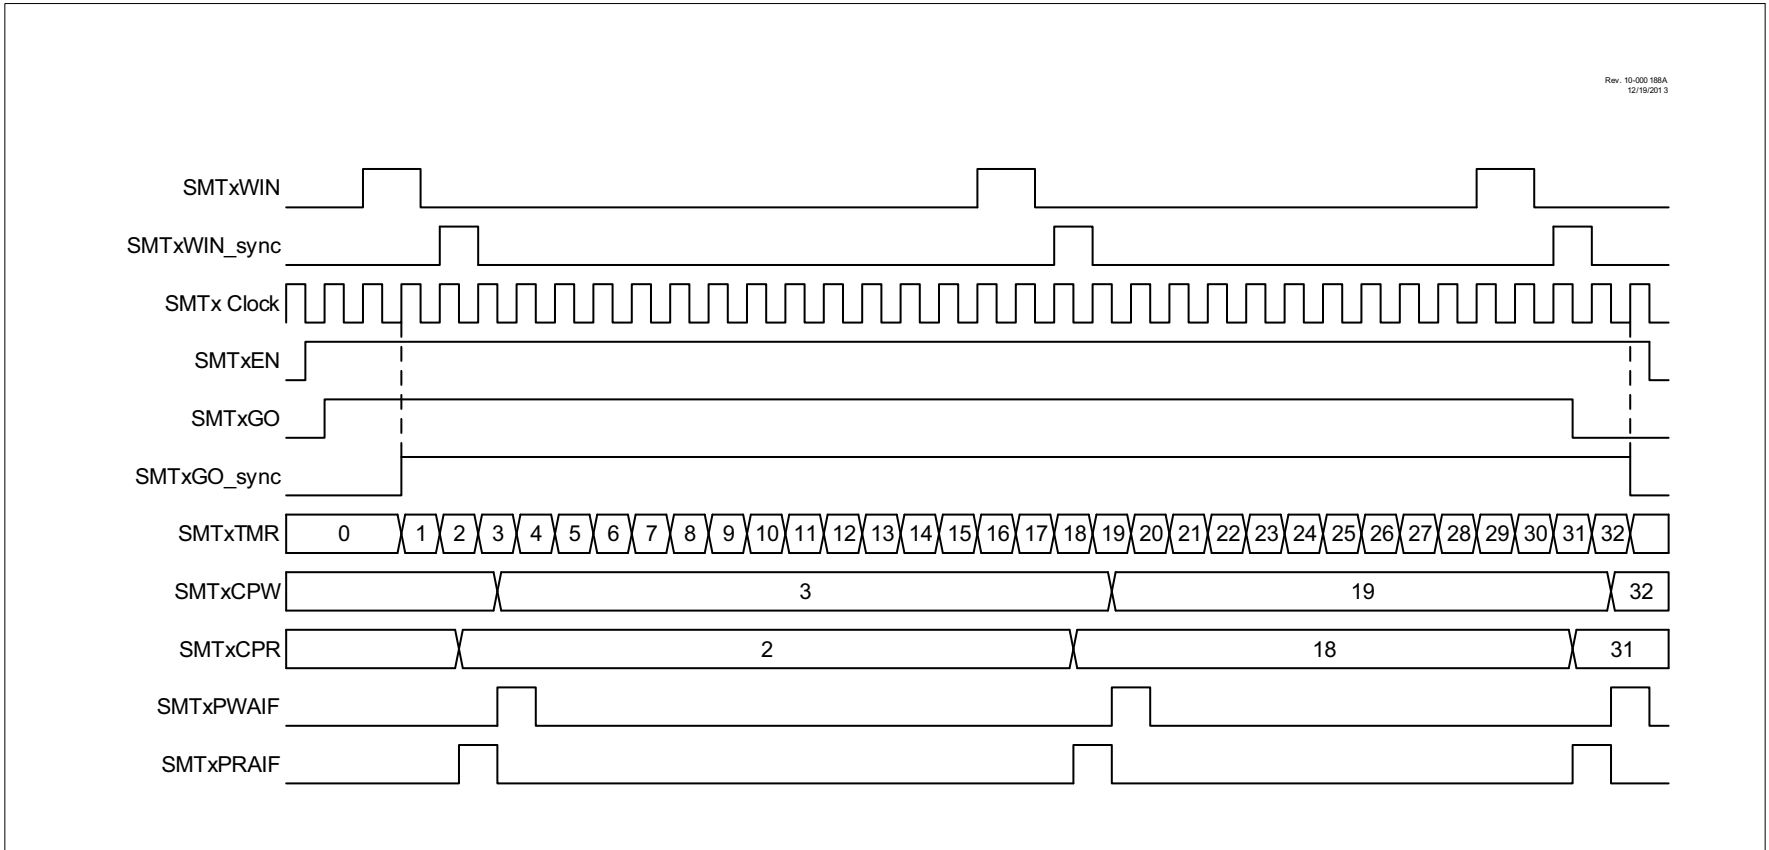 Rev. 10-000 188A
12/19/201 3
SMTxWIN
SMTxWIN_sync
SMTx Clock
SMTxEN
SMTxGO
SMTxGO_sync
SMTxTMR 0 1 2 3 4 5 6 7 8 9 10 11 12 13 14 15 16 17 18 19 20 21 22 23 24 25 26 27 28 29 30 31 32
SMTxCPW 3 19 32
SMTxCPR 2 18 31
SMTxPWAIF
SMTxPRAIF